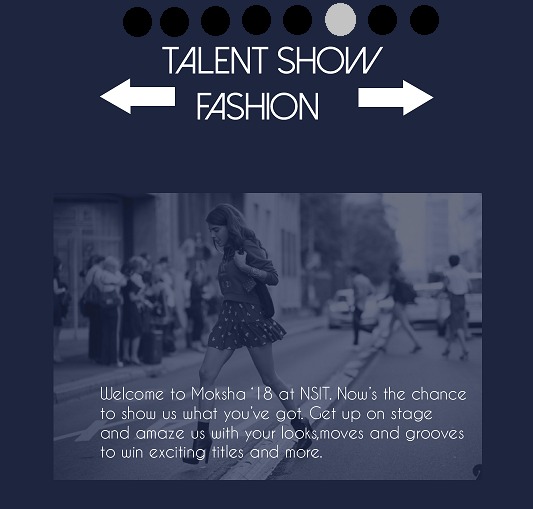 TALENT SHOW
FASHION
Welcome to Moksha '18 at NSIT. Now's the chance
to show us what you've got. Get up on stage
and amaze us with your looks,moves and grooves
to win exciting titles and more.